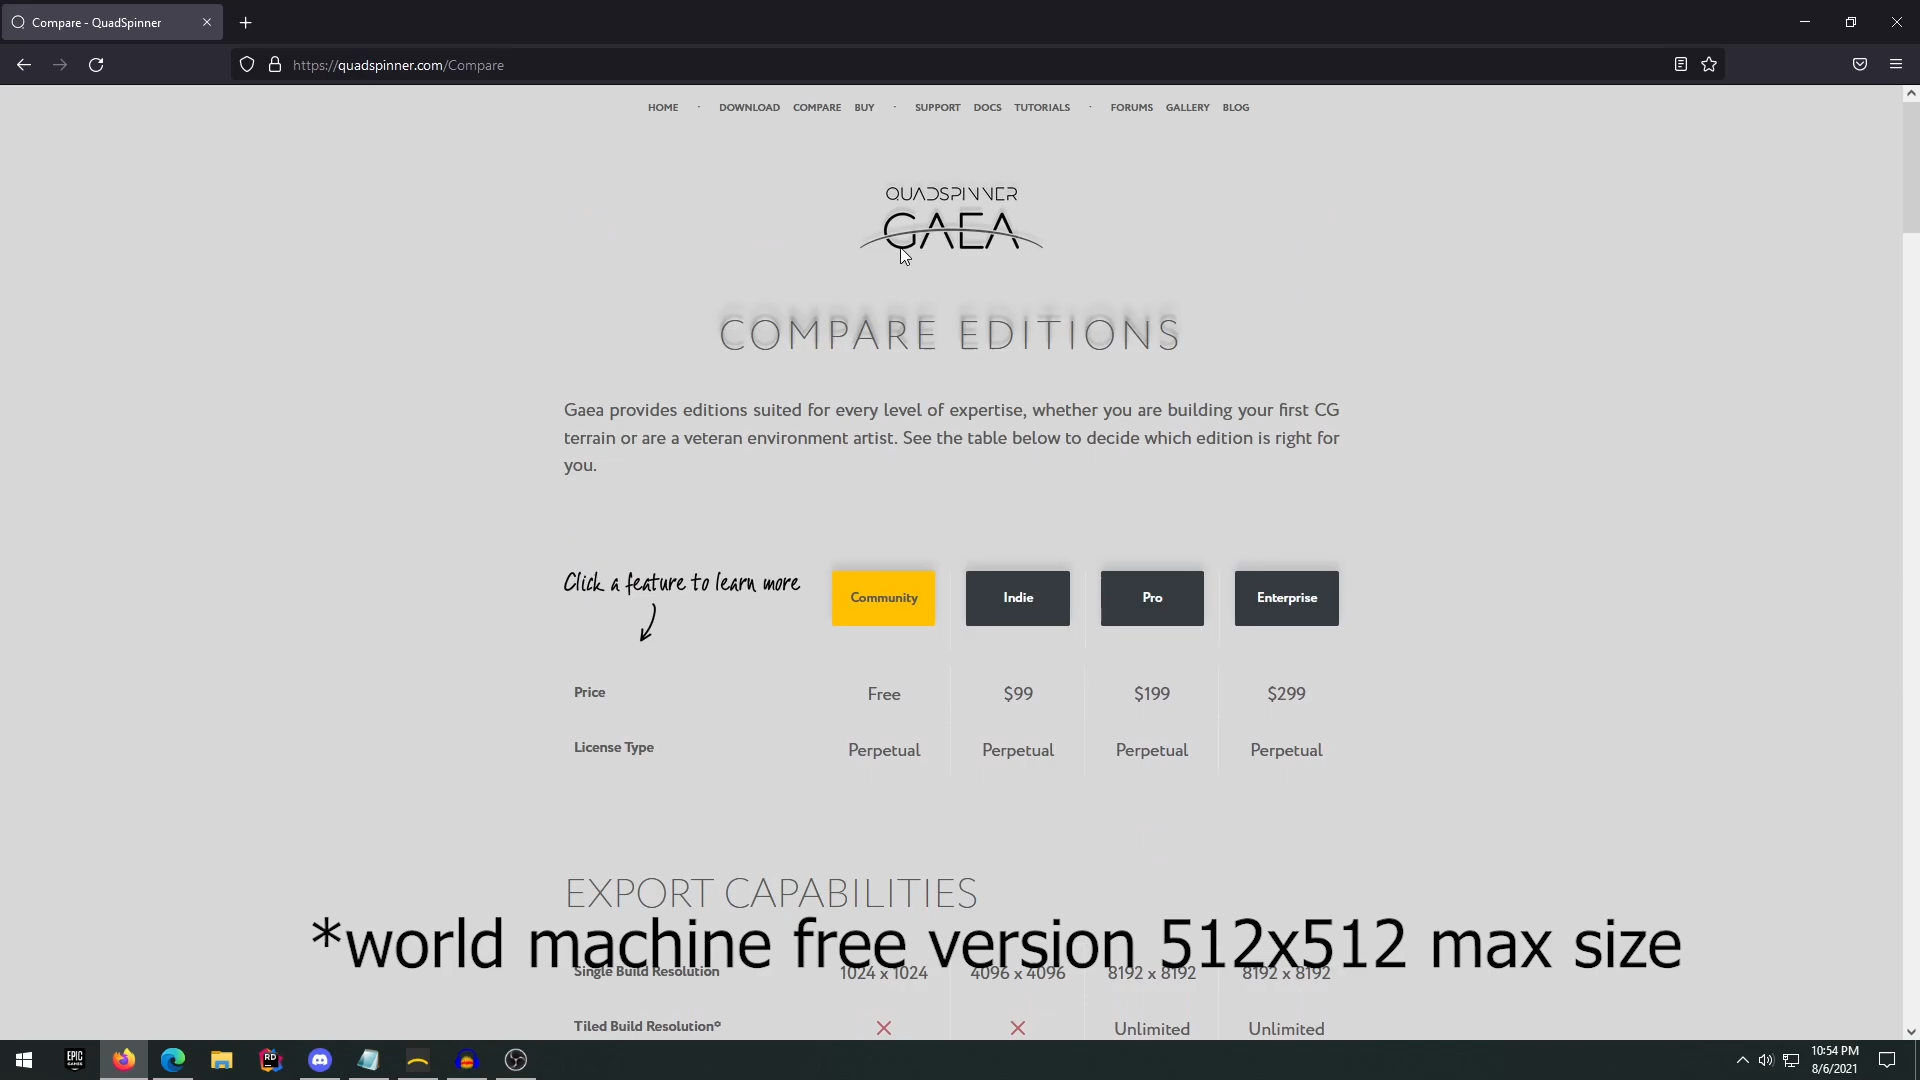 Compare - QuadSpinner
https://quadspinner.com/Compare
HOME · DOWNLOAD COMPARE BUY · SUPPORT DOCS TUTORIALS · FORUMS GALLERY BLOG
QUADSPINNER
GAEA
COMPARE EDITIONS
Gaea provides editions suited for every level of expertise, whether you are building your first CG
terrain or are a veteran environment artist. See the table below to decide which edition is right for
you.
Click a feature to learn more
Community Indie Pro Enterprise
Price Free $99 $199 $299
License Type Perpetual Perpetual Perpetual Perpetual
EXPORT CAPABILITIES
*world machine free version 512x512 max size
Single Build Resolution 1024 x 1024 4096 x 4096 8192 x 8192 8192 x 8192
Tiled Build Resolution* Unlimited Unlimited
EPIC GAMES
RD
10:54 PM
8/6/2021